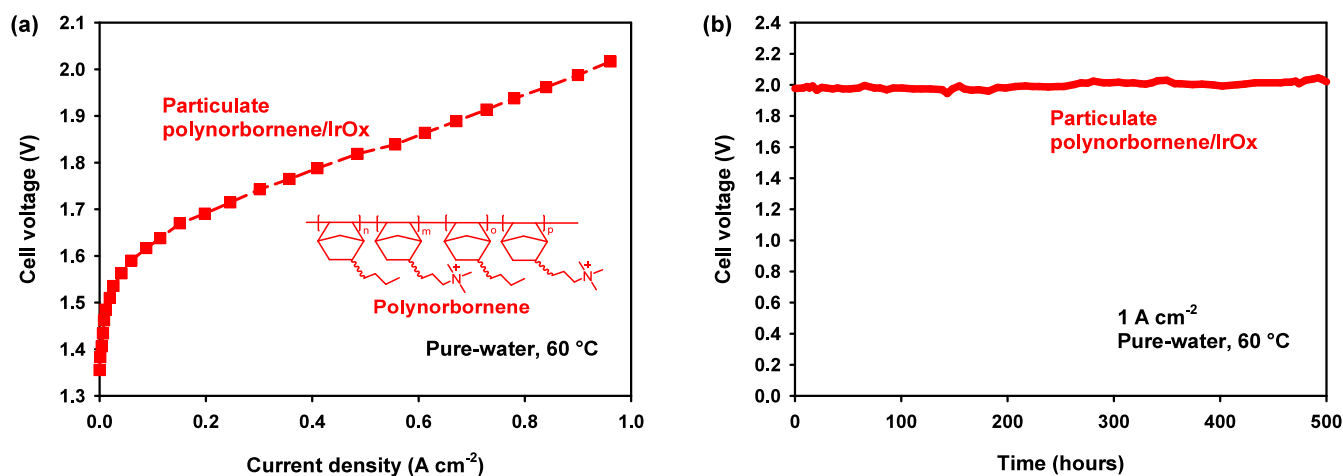 (a)
2.1
2.0
1.9
1.8
1.7
1.6
1.5
1.4
1.3
Cell voltage (V)
Particulate
polynorbornene/IrOx
n m o p
N+ N+
Polynorbornene
Pure-water, 60 °C
0.0 0.2 0.4 0.6 0.8 1.0
Current density (A cm-2)
(b)
2.4
2.2
2.0
1.8
1.6
1.4
1.2
1.0
0.8
0.6
0.4
0.2
0.0
Cell voltage (V)
Particulate
polynorbornene/IrOx
1 A cm-2
Pure-water, 60 °C
0 100 200 300 400 500
Time (hours)